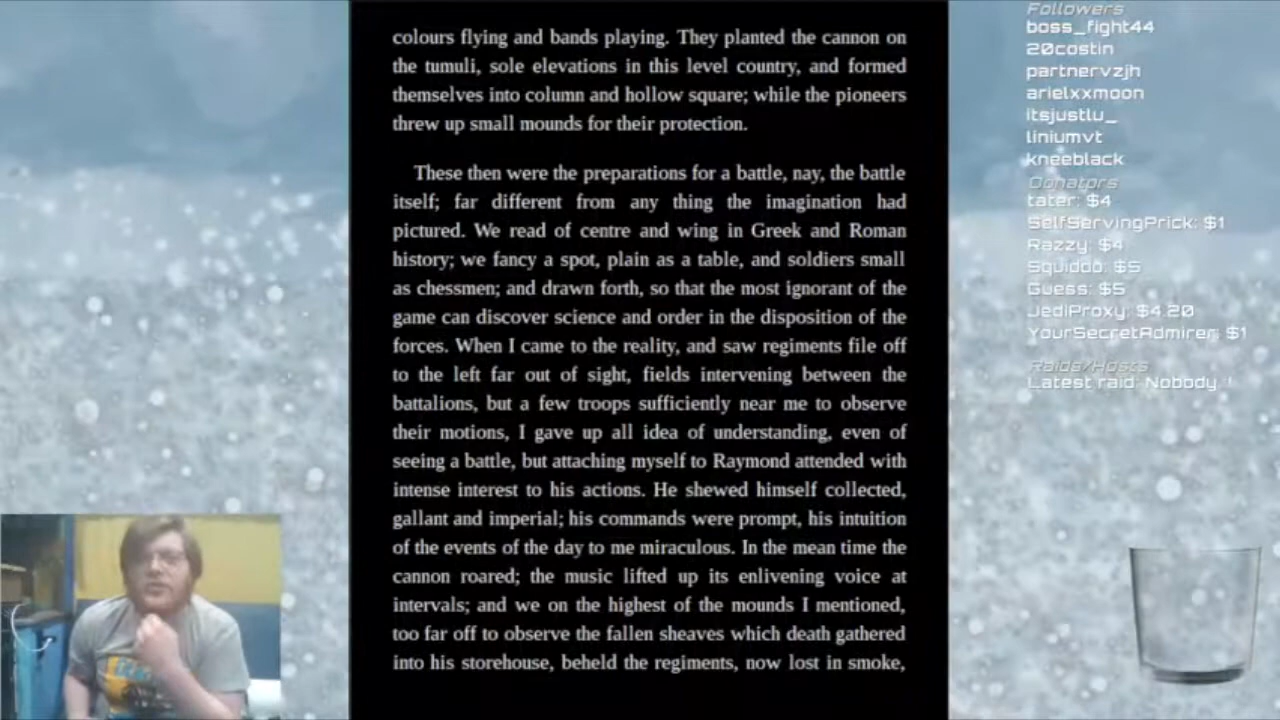 colours flying and bands playing. They planted the cannon on
the tumuli, sole elevations in this level country, and formed
themselves into column and hollow square; while the pioneers
threw up small mounds for their protection.
These then were the preparations for a battle, nay, the battle
itself; far different from any thing the imagination had
pictured. We read of centre and wing in Greek and Roman
history; we fancy a spot, plain as a table, and soldiers small
as chessmen; and drawn forth, so that the most ignorant of the
game can discover science and order in the disposition of the
forces. When I came to the reality, and saw regiments file off
to the left far out of sight, fields intervening between the
battalions, but a few troops sufficiently near me to observe
their motions, I gave up all idea of understanding, even of
seeing a battle, but attaching myself to Raymond attended with
intense interest to his actions. He shewed himself collected,
gallant and imperial; his commands were prompt, his intuition
of the events of the day to me miraculous. In the mean time the
cannon roared; the music lifted up its enlivening voice at
intervals; and we on the highest of the mounds I mentioned,
too far off to observe the fallen sheaves which death gathered
into his storehouse, beheld the regiments, now lost in smoke,
Followers
boss_fight44
20costin
partnervzjh
arielxxmoon
itsjustlu_
liniumvt
kneeblack
Donators
tater: $4
SelfServingPrick: $1
Razzy: $4
Squidoo: $5
Guess: $5
JediProxy: $4.20
YourSecretAdmirer: $1
Raids/Hosts
Latest raid: Nobody !